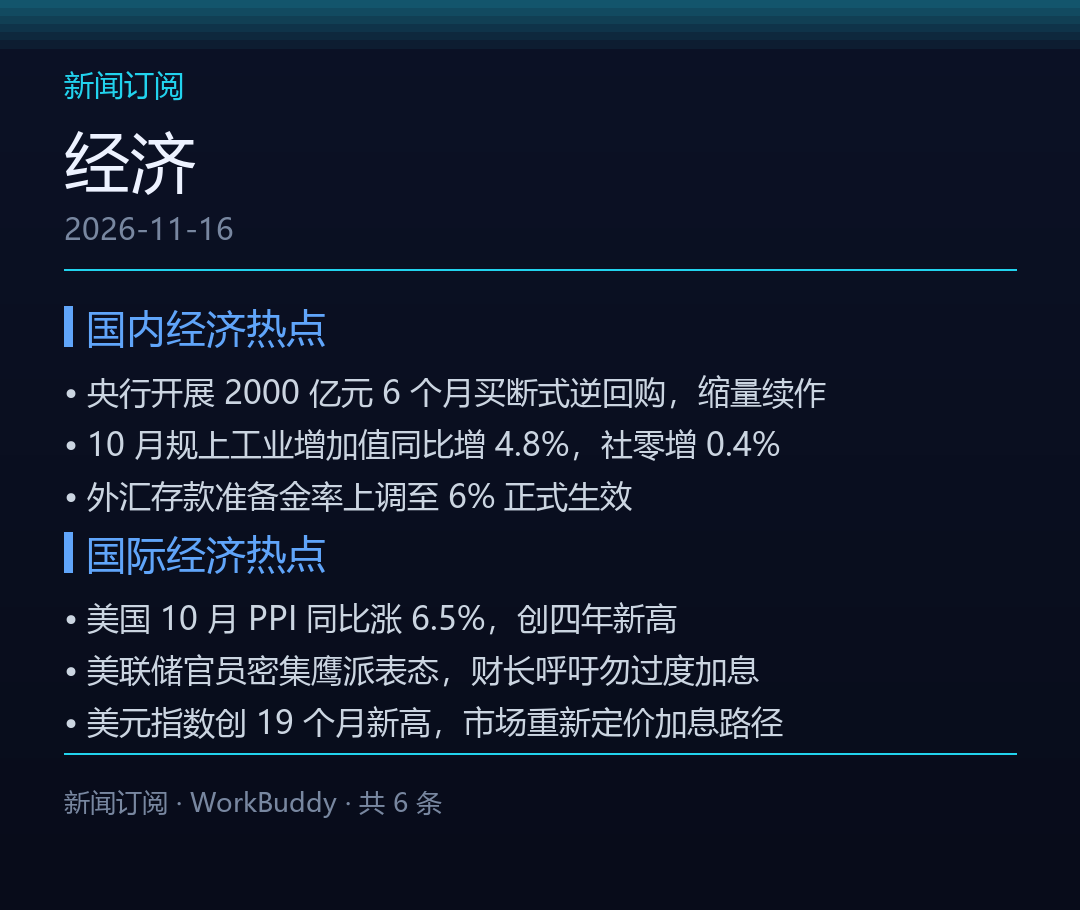 新闻订阅
经济
2026-11-16
国内经济热点
• 央行开展 2000 亿元 6 个月买断式逆回购，缩量续作
• 10 月规上工业增加值同比增 4.8%，社零增 0.4%
• 外汇存款准备金率上调至 6% 正式生效
国际经济热点
• 美国 10 月 PPI 同比涨 6.5%，创四年新高
• 美联储官员密集鹰派表态，财长呼吁勿过度加息
• 美元指数创 19 个月新高，市场重新定价加息路径
新闻订阅 · WorkBuddy · 共 6 条